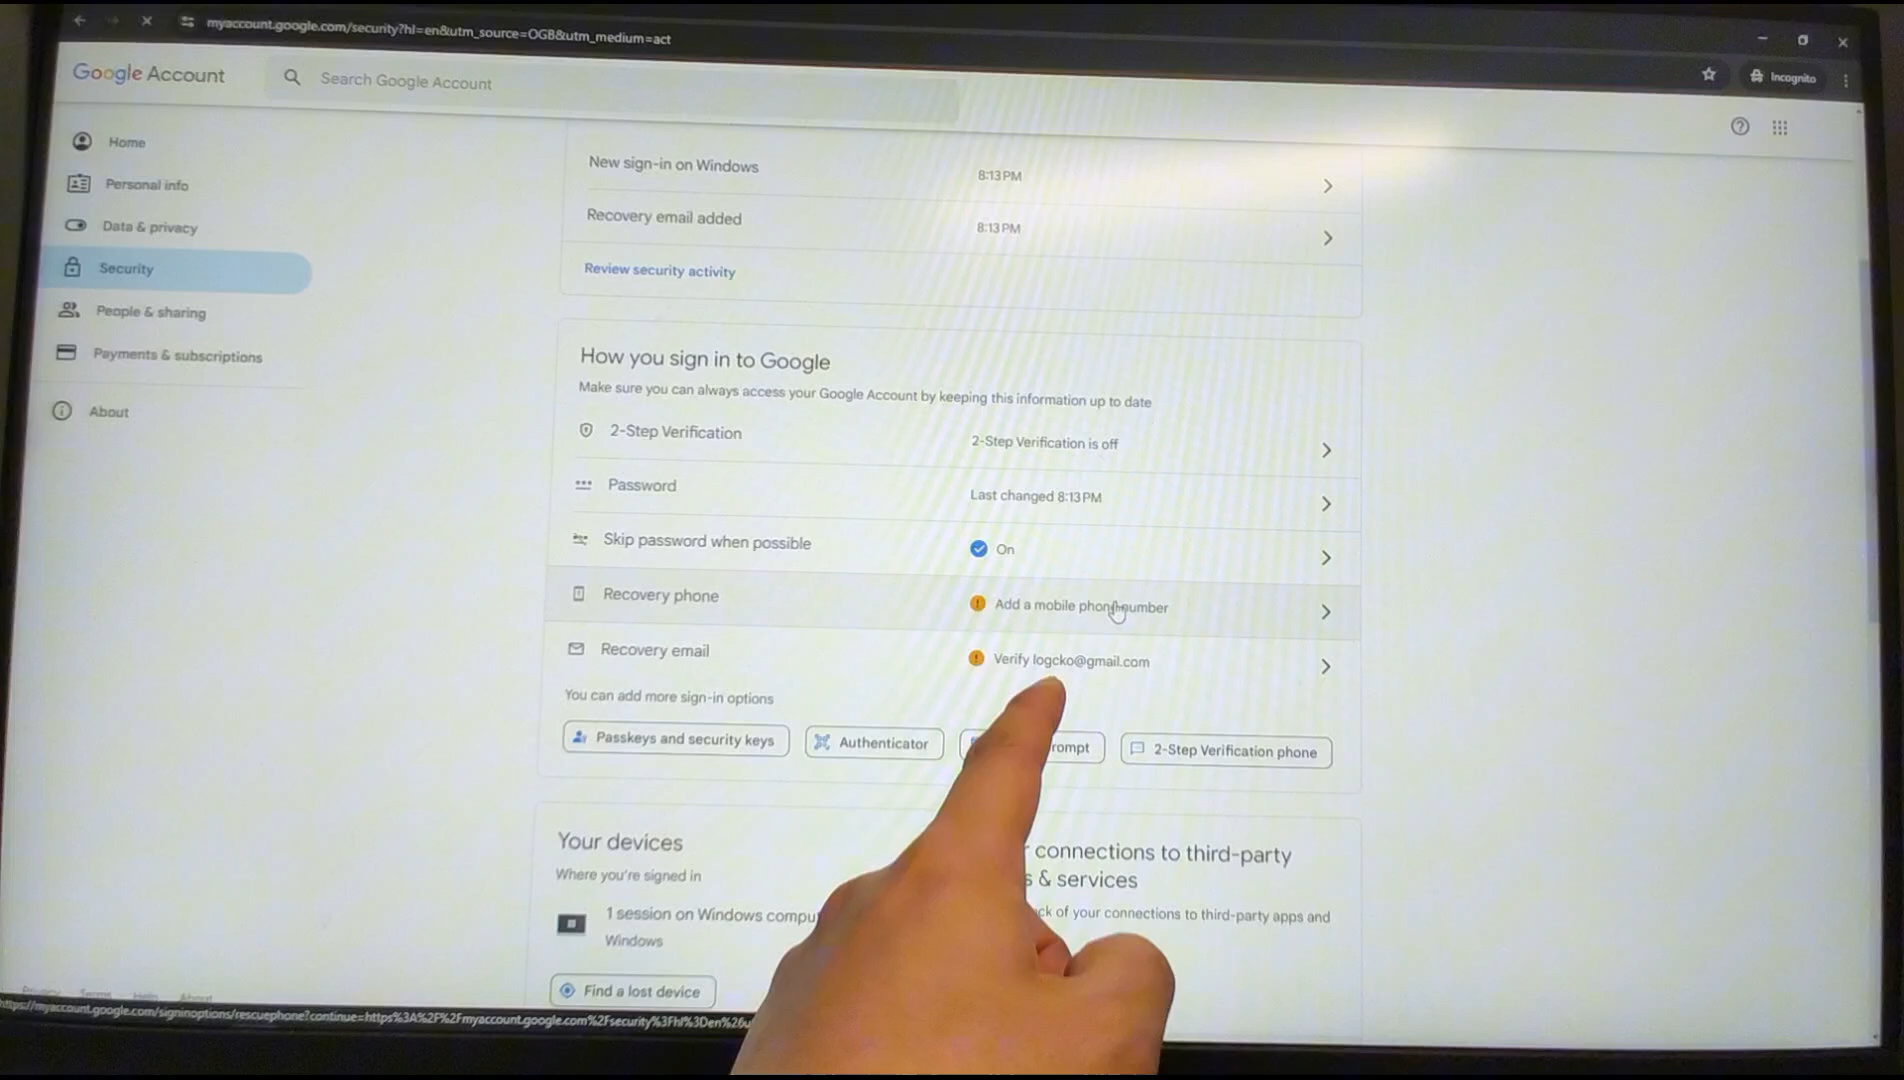 myaccount.google.com/security?hl=en&utm_source=OGB&utm_medium=act
Incognito
Google Account
Search Google Account
Home
Personal info
Data & privacy
Security
People & sharing
Payments & subscriptions
About
New sign-in on Windows
8:13 PM
Recovery email added
8:13 PM
Review security activity
How you sign in to Google
Make sure you can always access your Google Account by keeping this information up to date
2-Step Verification
2-Step Verification is off
Password
Last changed 8:13 PM
Skip password when possible
On
Recovery phone
Add a mobile phone number
Recovery email
Verify logcko@gmail.com
You can add more sign-in options
Passkeys and security keys
Authenticator
rompt
2-Step Verification phone
Your devices
Where you're signed in
1 session on Windows compu
Windows
Find a lost device
connections to third-party
s & services
ck of your connections to third-party apps and
Privacy Terms Help About
https://myaccount.google.com/signinoptions/rescuephone?continue=https%3A%2F%2Fmyaccount.google.com%2Fsecurity%3Fhl%3Den%26u